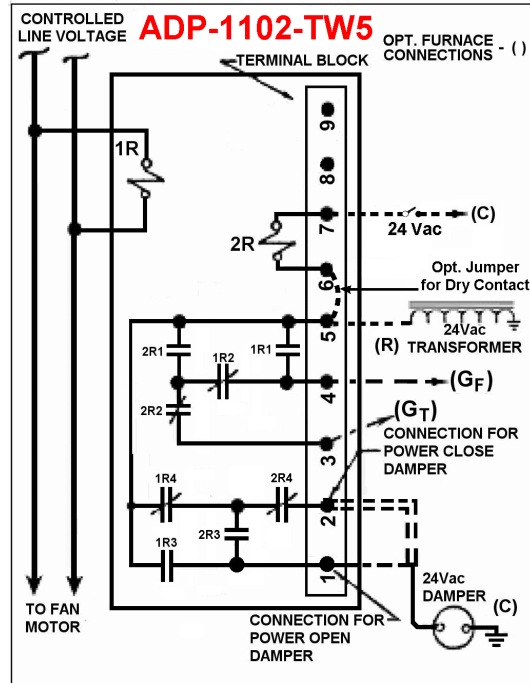 CONTROLLED
LINE VOLTAGE
ADP-1102-TW5
OPT. FURNACE
CONNECTIONS - ( )
TERMINAL BLOCK
9
1R
8
7
24 Vac
(C)
2R
6
Opt. Jumper
for Dry Contact
5
(R)
24Vac
TRANSFORMER
2R1
1R2
1R1
4
(GF)
2R2
(GT)
3
CONNECTION FOR
POWER CLOSE
DAMPER
1R4
2R4
2
2R3
1R3
1
24Vac
DAMPER
(C)
TO FAN
MOTOR
CONNECTION FOR
POWER OPEN
DAMPER